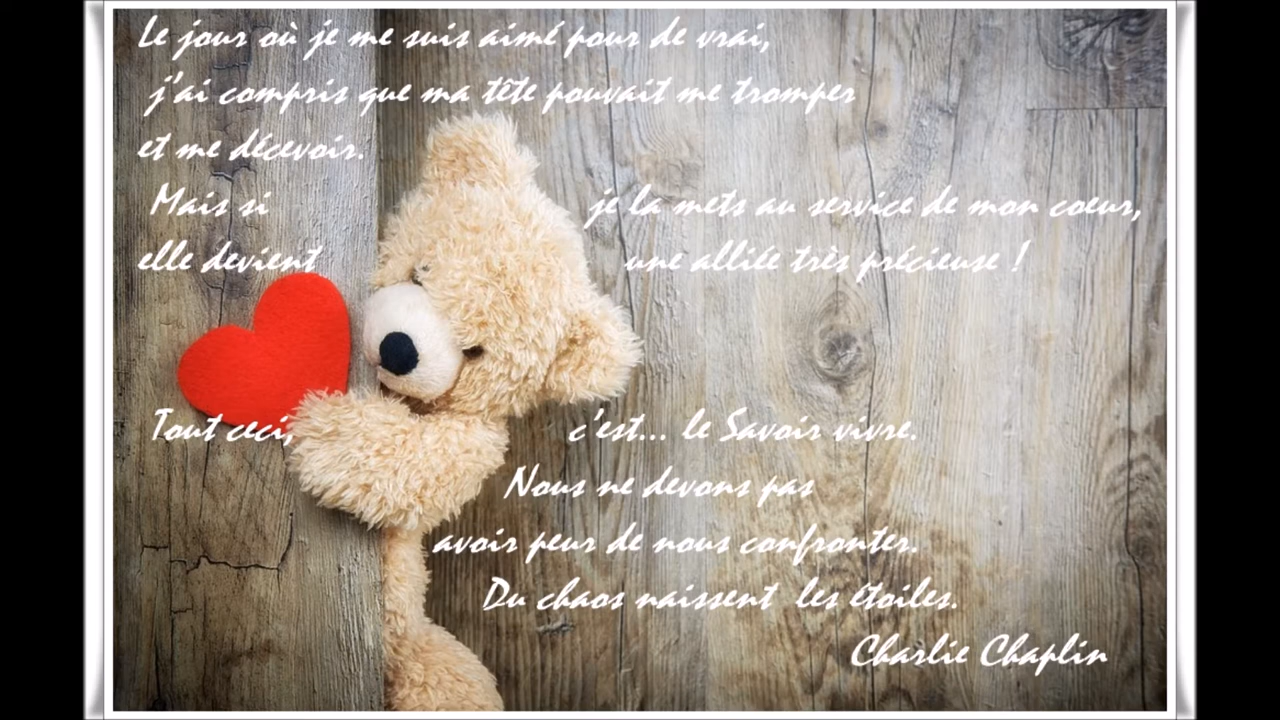 Le jour où je me suis aimé pour de vrai,
j'ai compris que ma tête pouvait me tromper
et me décevoir.
Mais si je la mets au service de mon coeur,
elle devient une alliée très précieuse !
Tout ceci, c'est... le Savoir vivre.
Nous ne devons pas
avoir peur de nous confronter.
Du chaos naissent les étoiles.
Charlie Chaplin